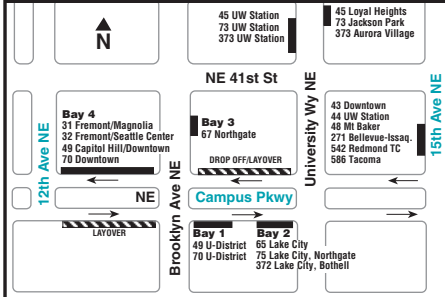 45 UW Station
73 UW Station
373 UW Station
45 Loyal Heights
73 Jackson Park
373 Aurora Village
N
NE 41st St
Bay 4
31 Fremont/Magnolia
32 Fremont/Seattle Center
49 Capitol Hill/Downtown
70 Downtown
Bay 3
67 Northgate
DROP OFF/LAYOVER
43 Downtown
44 UW Station
48 Mt Baker
271 Bellevue-Issaq.
542 Redmond TC
586 Tacoma
12th Ave NE
Brooklyn Ave NE
University Wy NE
15th Ave NE
NE Campus Pkwy
LAYOVER
Bay 1
49 U-District
70 U-District
Bay 2
65 Lake City
75 Lake City, Northgate
372 Lake City, Bothell